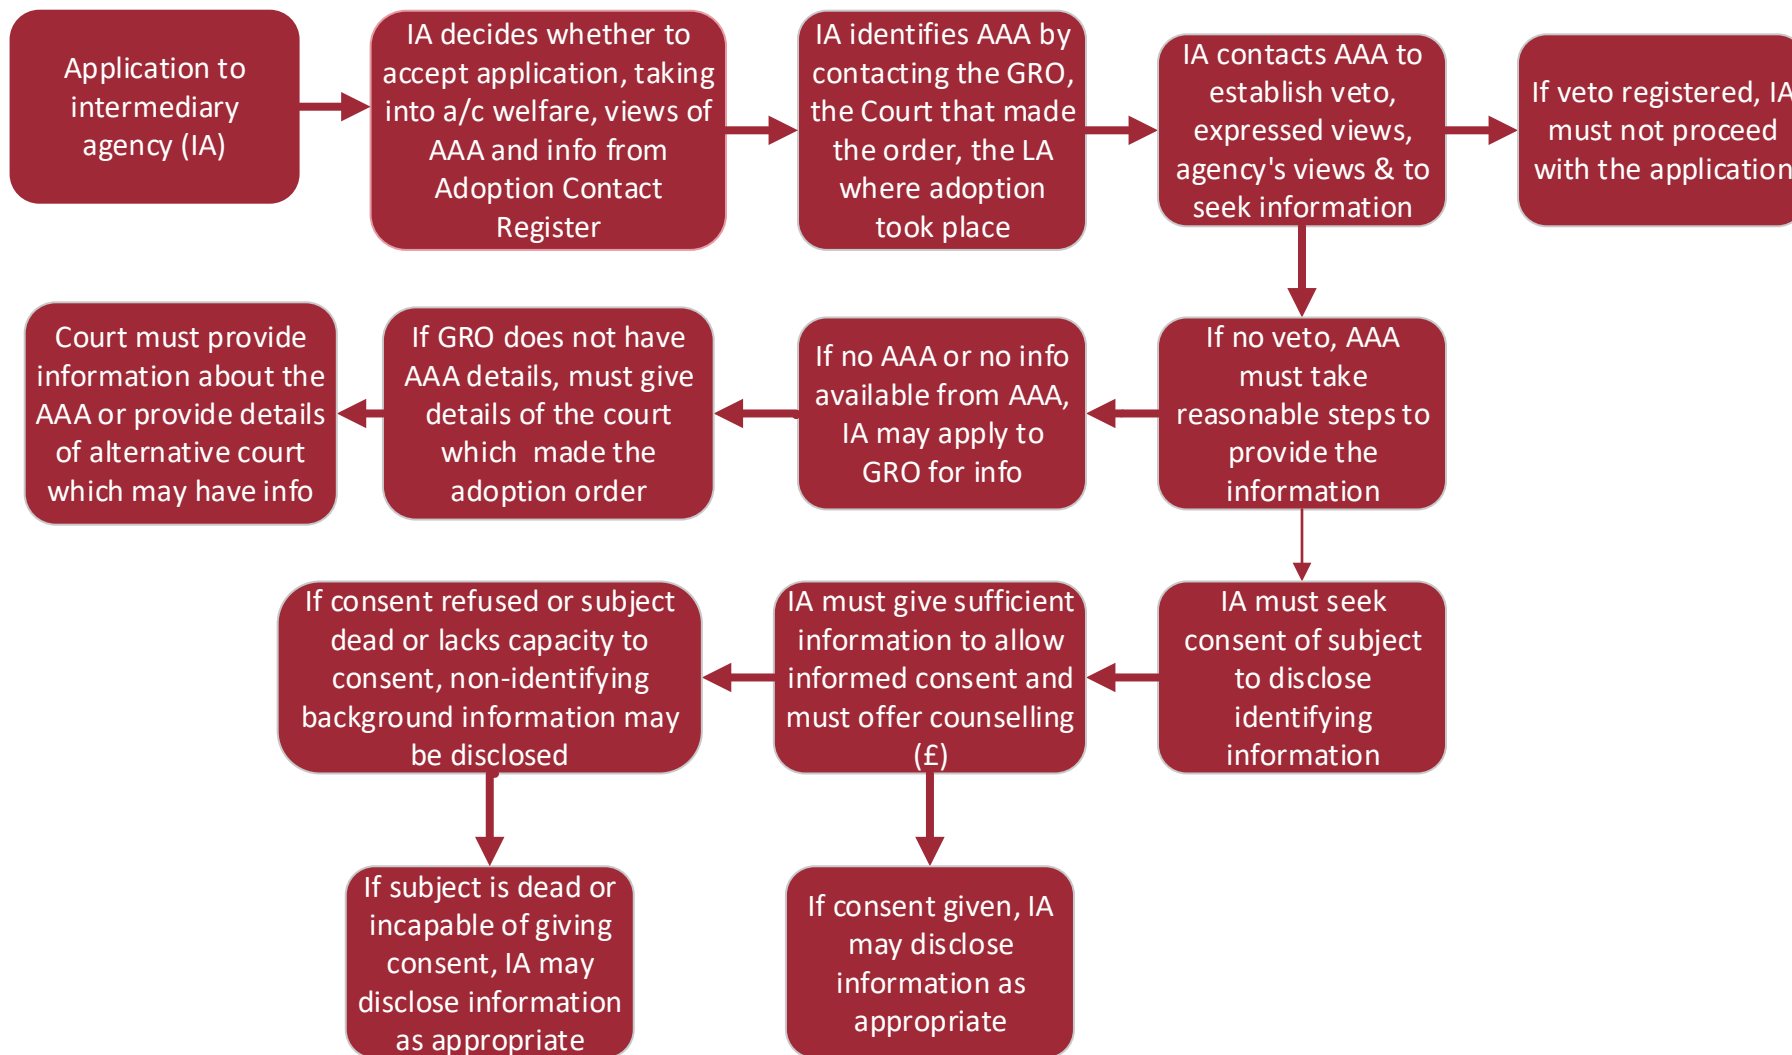 Application to
intermediary
agency (IA)
IA decides whether to
accept application, taking
into a/c welfare, views of
AAA and info from
Adoption Contact
Register
IA identifies AAA by
contacting the GRO,
the Court that made
the order, the LA
where adoption
took place
IA contacts AAA to
establish veto,
expressed views,
agency's views & to
seek information
If veto registered, IA
must not proceed
with the application
Court must provide
information about the
AAA or provide details
of alternative court
which may have info
If GRO does not have
AAA details, must give
details of the court
which made the
adoption order
If no AAA or no info
available from AAA,
IA may apply to
GRO for info
If no veto, AAA
must take
reasonable steps to
provide the
information
If consent refused or subject
dead or lacks capacity to
consent, non-identifying
background information may
be disclosed
IA must give sufficient
information to allow
informed consent and
must offer counselling
(£)
IA must seek
consent of subject
to disclose
identifying
information
If subject is dead or
incapable of giving
consent, IA may
disclose information
as appropriate
If consent given, IA
may disclose
information as
appropriate